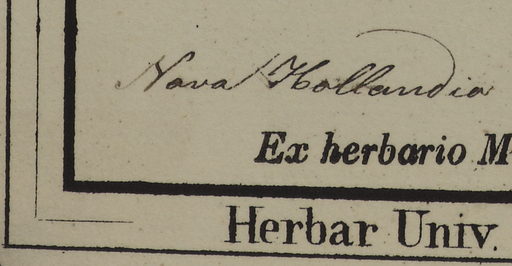 Nova Hollandia
Ex herbario
Herbar Univ.